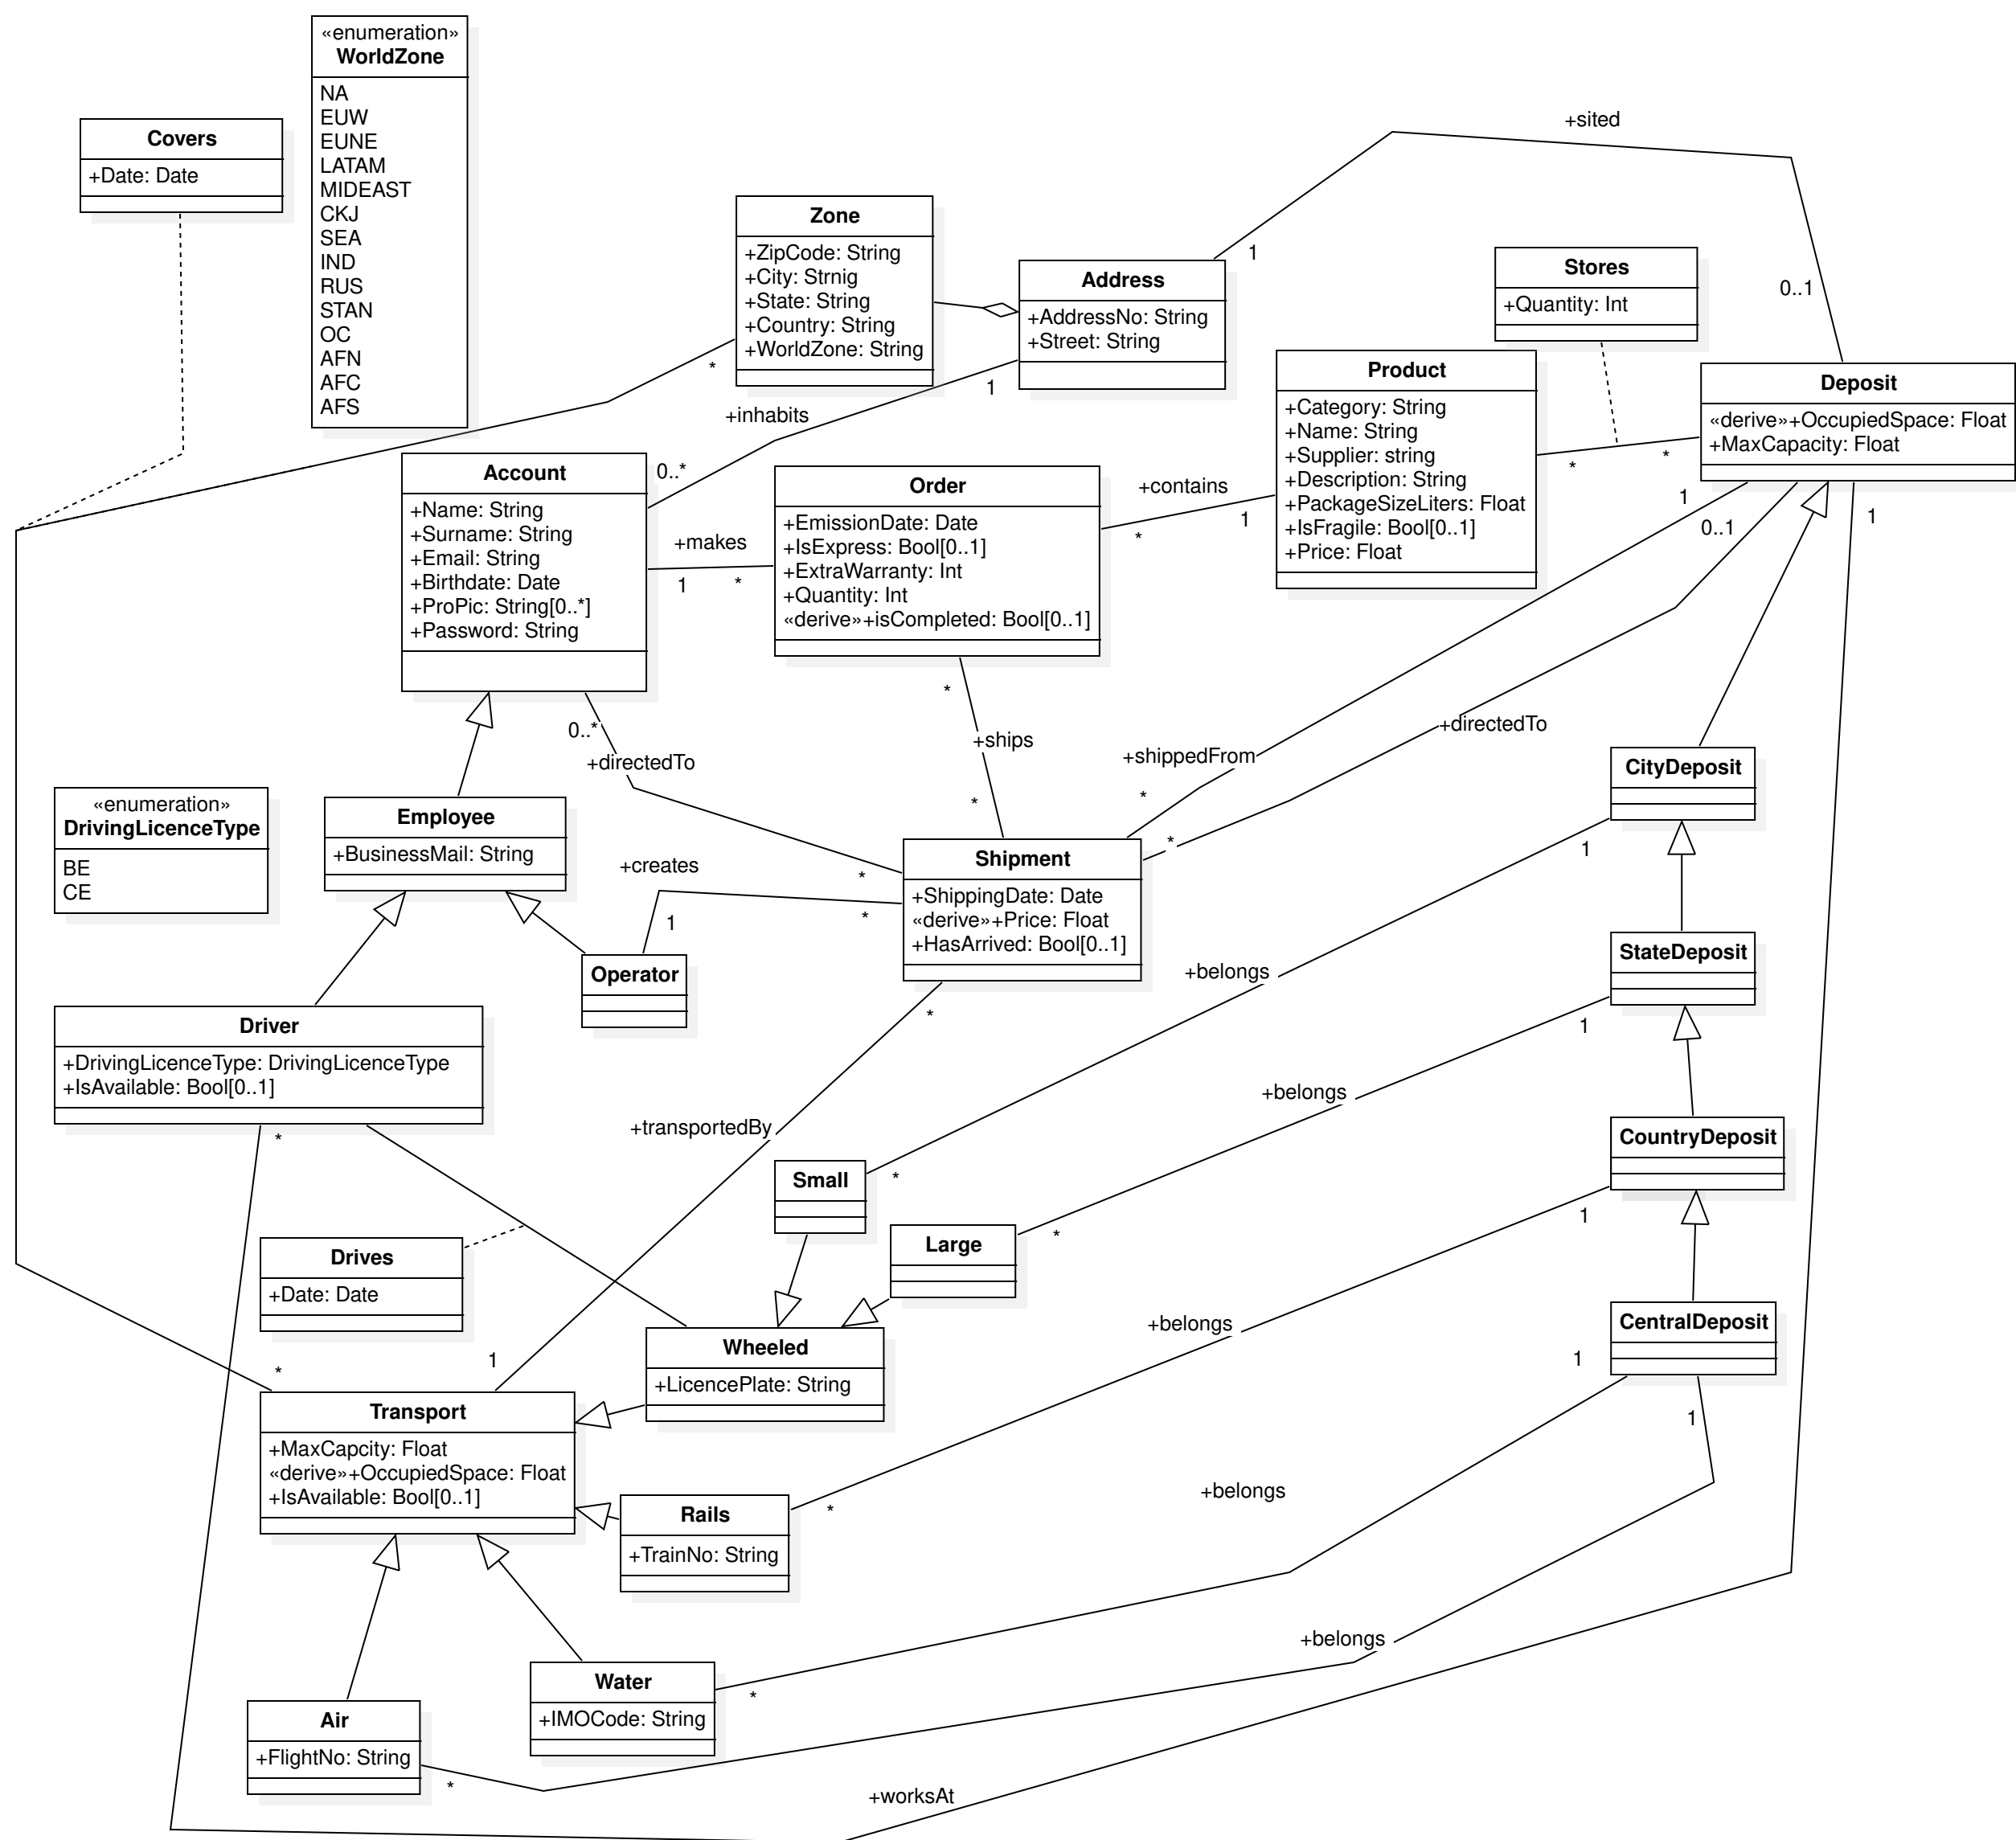 «enumeration»
WorldZone
NA
EUW
EUNE
LATAM
MIDEAST
CKJ
SEA
IND
RUS
STAN
OC
AFN
AFC
AFS
Covers
+Date: Date
Zone
+ZipCode: String
+City: Strnig
+State: String
+Country: String
+WorldZone: String
*
Address
+AddressNo: String
+Street: String
1
1
+sited
0..1
Stores
+Quantity: Int
Product
+Category: String
+Name: String
+Supplier: string
+Description: String
+PackageSizeLiters: Float
+IsFragile: Bool[0..1]
+Price: Float
*
*
Deposit
«derive»+OccupiedSpace: Float
+MaxCapacity: Float
1
0..1
1
+inhabits
0..*
Account
+Name: String
+Surname: String
+Email: String
+Birthdate: Date
+ProPic: String[0..*]
+Password: String
+makes
1
*
Order
+EmissionDate: Date
+IsExpress: Bool[0..1]
+ExtraWarranty: Int
+Quantity: Int
«derive»+isCompleted: Bool[0..1]
+contains
*
1
*
+ships
*
0..*
+directedTo
*
+shippedFrom
*
+directedTo
*
«enumeration»
DrivingLicenceType
BE
CE
Employee
+BusinessMail: String
+creates
1
*
Operator
Shipment
+ShippingDate: Date
«derive»+Price: Float
+HasArrived: Bool[0..1]
*
CityDeposit
1
StateDeposit
1
CountryDeposit
1
CentralDeposit
1
1
+belongs
+belongs
+belongs
+belongs
+belongs
Driver
+DrivingLicenceType: DrivingLicenceType
+IsAvailable: Bool[0..1]
*
+transportedBy
1
Small
*
Large
*
Drives
+Date: Date
*
Wheeled
+LicencePlate: String
Transport
+MaxCapcity: Float
«derive»+OccupiedSpace: Float
+IsAvailable: Bool[0..1]
Rails
+TrainNo: String
*
Water
+IMOCode: String
*
Air
+FlightNo: String
*
+worksAt